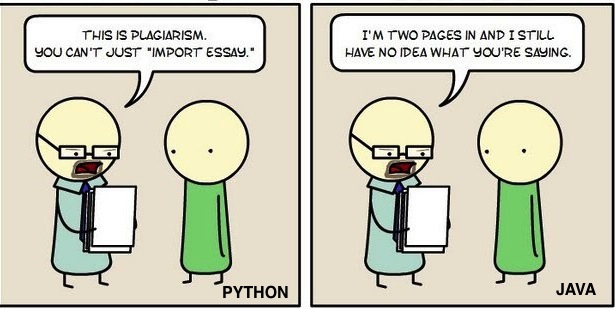 THIS IS PLAGIARISM.
YOU CAN'T JUST "IMPORT ESSAY."
I'M TWO PAGES IN AND I STILL
HAVE NO IDEA WHAT YOU'RE SAYING.
PYTHON
JAVA